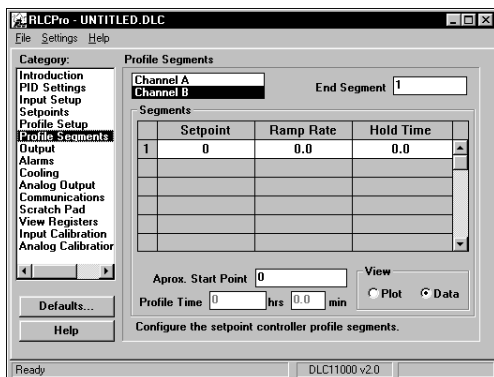 RLCPro - UNTITLED.DLC
File Settings Help
Category:
Introduction
PID Settings
Input Setup
Setpoints
Profile Setup
Profile Segments
Output
Alarms
Cooling
Analog Output
Communications
Scratch Pad
View Registers
Input Calibration
Analog Calibration
Defaults...
Help
Profile Segments
Channel A
Channel B
End Segment 1
Segments
Setpoint Ramp Rate Hold Time
1 0 0.0 0.0
Aprox. Start Point 0
Profile Time 0 hrs 0.0 min
View
Plot Data
Configure the setpoint controller profile segments.
Ready DLC11000 v2.0